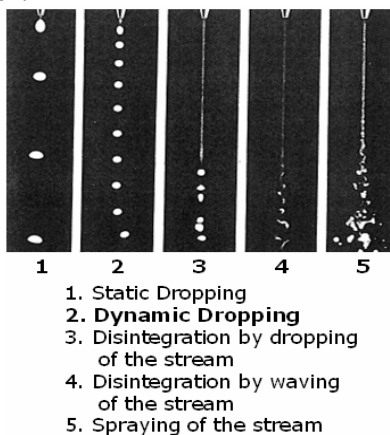 1 2 3 4 5
1. Static Dropping
2. Dynamic Dropping
3. Disintegration by dropping
of the stream
4. Disintegration by waving
of the stream
5. Spraying of the stream